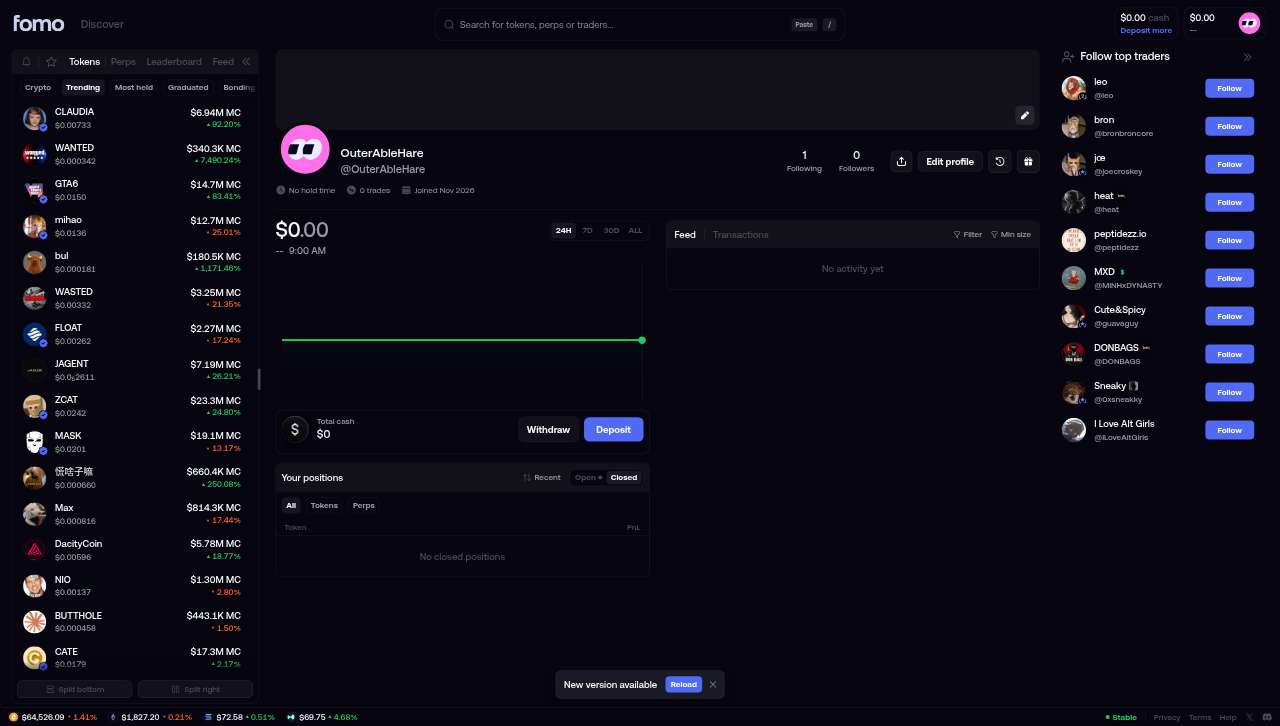 fomo
Discover
Search for tokens, perps or traders...
Paste
/
$0.00 cash
Deposit more
$0.00
—
Tokens Perps Leaderboard Feed
Crypto Trending Most held Graduated Bonding
CLAUDIA $6.94M MC
$0.00733 92.20%
WANTED $340.3K MC
$0.000342 7,490.24%
GTA6 $14.7M MC
$0.0150 83.41%
mihao $12.7M MC
$0.0136 25.01%
bul $180.5K MC
$0.000181 1,171.46%
WASTED $3.25M MC
$0.00332 21.35%
FLOAT $2.27M MC
$0.00262 17.24%
JAGENT $7.19M MC
$0.0₅2611 26.21%
ZCAT $23.3M MC
$0.0242 24.80%
MASK $19.1M MC
$0.0201 13.17%
慌啥子嘛 $660.4K MC
$0.000660 250.08%
Max $814.3K MC
$0.000816 17.44%
DacityCoin $5.78M MC
$0.00596 18.77%
NIO $1.30M MC
$0.00137 2.80%
BUTTHOLE $443.1K MC
$0.000458 1.50%
CATE $17.3M MC
$0.0179 2.17%
Split bottom Split right
OuterAbleHare
@OuterAbleHare
1 Following
0 Followers
Edit profile
No hold time 0 trades Joined Nov 2026
$0.00
-- 9:00 AM
24H 7D 30D ALL
Total cash
$0
Withdraw
Deposit
Your positions
Recent
Open Closed
All Tokens Perps
Token PnL
No closed positions
Feed Transactions
Filter Min size
No activity yet
Follow top traders
leo
@leo
Follow
bron
@bronbroncore
Follow
jœ
@joecroskey
Follow
heat
@heat
Follow
peptidezz.io
@peptidezz
Follow
MXD
@MINHxDYNASTY
Follow
Cute&Spicy
@guavaguy
Follow
DONBAGS
@DONBAGS
Follow
Sneaky
@0xsneakky
Follow
I Love Alt Girls
@ILoveAltGirls
Follow
New version available
Reload
$64,526.09 1.41% $1,827.20 0.21% $72.58 0.51% $69.75 4.68%
Stable
Privacy Terms Help